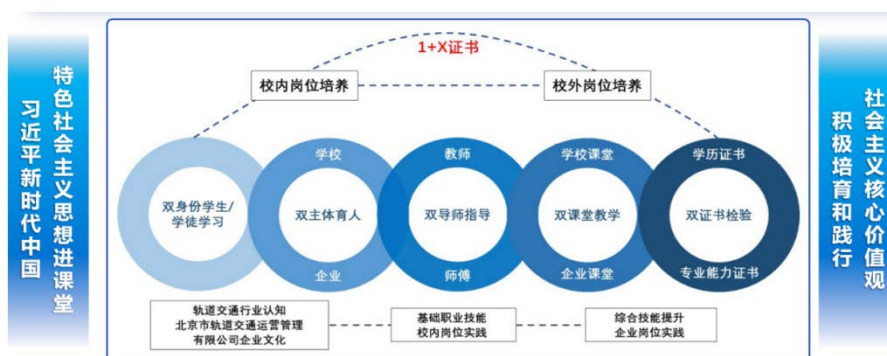 习近平新时代中国
特色社会主义思想进课堂
1+X证书
校内岗位培养
校外岗位培养
学校
教师
学校课堂
学历证书
双身份学生/
学徒学习
双主体育人
双导师指导
双课堂教学
双证书检验
企业
师傅
企业课堂
专业能力证书
轨道交通行业认知
北京市轨道交通运营管理
有限公司企业文化
基础职业技能
校内岗位实践
综合技能提升
企业岗位实践
积极培育和践行
社会主义核心价值观